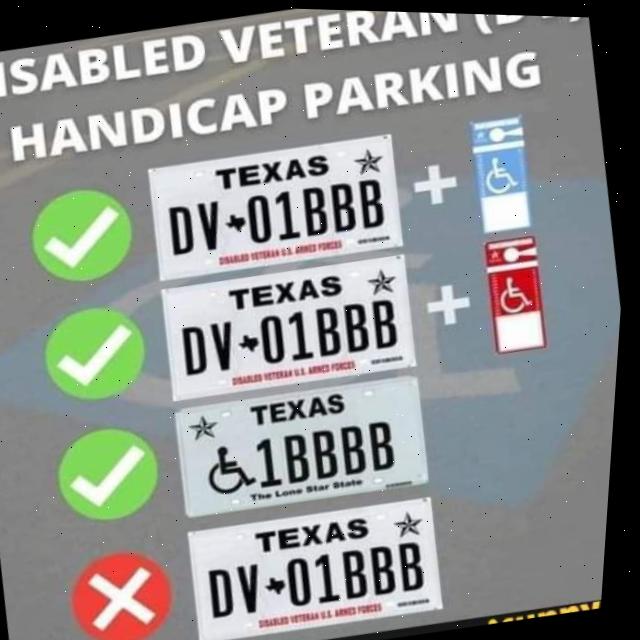 DISABLED VETERAN
HANDICAP PARKING
TEXAS
DV 01BBB
DISABLED VETERAN U.S. ARMED FORCES
TEXAS
DV 01BBB
DISABLED VETERAN U.S. ARMED FORCES
TEXAS
1BBBB
The Lone Star State
TEXAS
DV 01BBB
DISABLED VETERAN U.S. ARMED FORCES